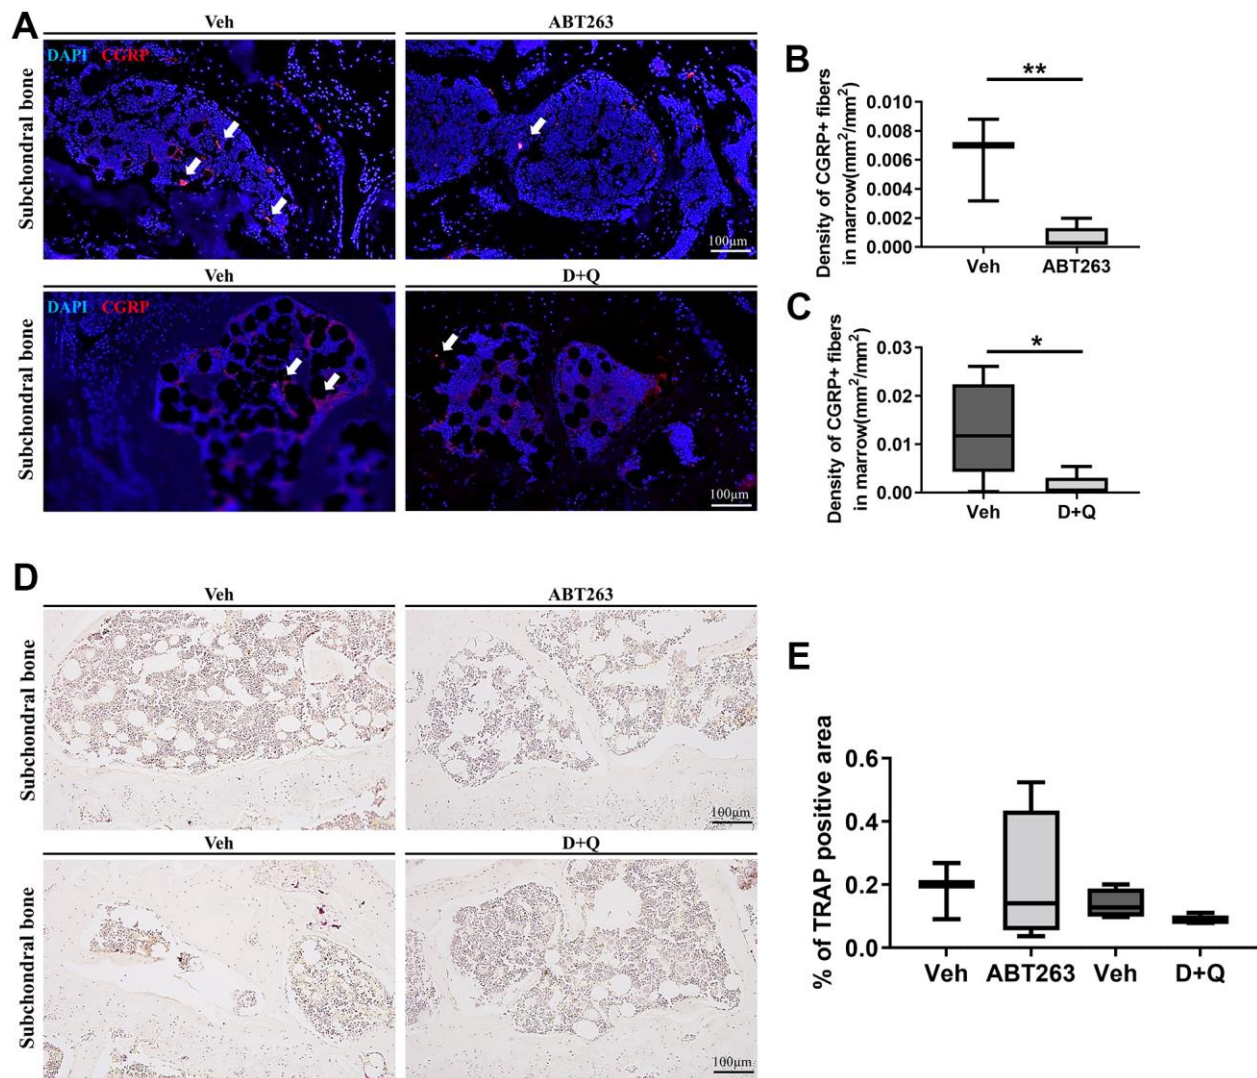 A
Veh
ABT263
Subchondral bone
DAPI CGRP
100μm
Veh
D+Q
Subchondral bone
DAPI CGRP
100μm
B
Density of CGRP+ fibers
in marrow(mm²/mm²)
0.010
0.008
0.006
0.004
0.002
0.000
**
Veh
ABT263
C
Density of CGRP+ fibers
in marrow(mm²/mm²)
0.03
0.02
0.01
0.00
*
Veh
D+Q
D
Veh
ABT263
Subchondral bone
100μm
Veh
D+Q
Subchondral bone
100μm
E
% of TRAP positive area
0.6
0.4
0.2
0.0
Veh
ABT263
Veh
D+Q